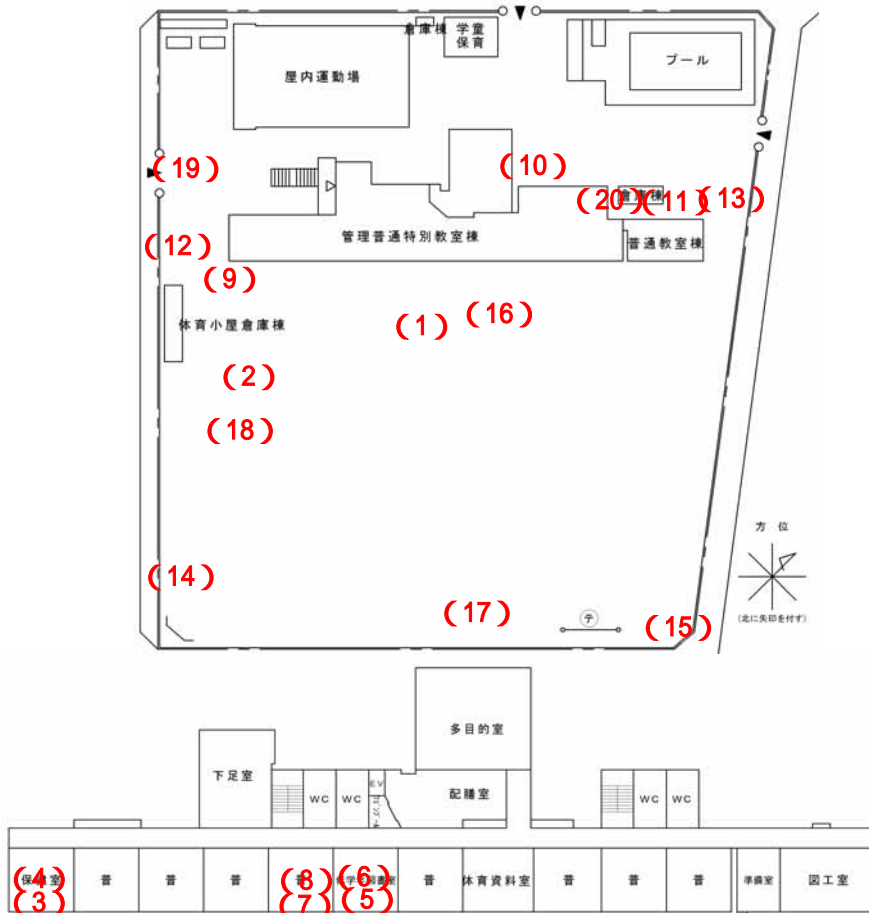 倉庫棟 学童
保育
プール
屋内運動場
(10)
(19)
倉庫棟
(20) (11) (13)
管理普通特別教室棟
普通教室棟
(12)
(9)
(16)
体育小屋倉庫棟
(1)
(2)
(18)
方位
(14)
(17)
テ
(15)
(北に矢印を付す)
多目的室
下足室
EV
WC WC
配膳室
WC WC
(4) 普 普 普 (8) (6) 普 体育資料室 普 普 普 準備室 図工室
(3) (7) (5)